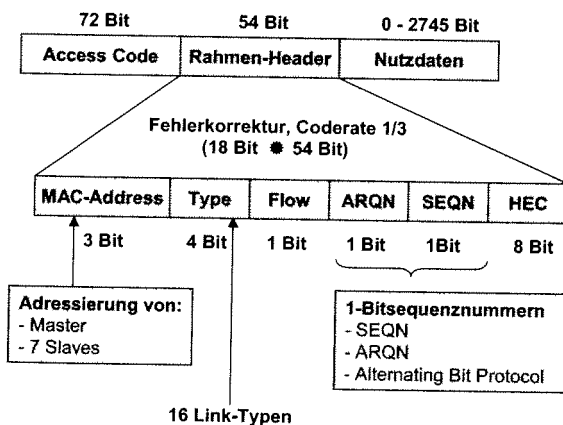 72 Bit 54 Bit 0 - 2745 Bit
Access Code Rahmen-Header Nutzdaten
Fehlerkorrektur, Coderate 1/3
(18 Bit ✹ 54 Bit)
MAC-Address Type Flow ARQN SEQN HEC
3 Bit 4 Bit 1 Bit 1 Bit 1Bit 8 Bit
Adressierung von:
- Master
- 7 Slaves
1-Bitsequenznummern
- SEQN
- ARQN
- Alternating Bit Protocol
16 Link-Typen